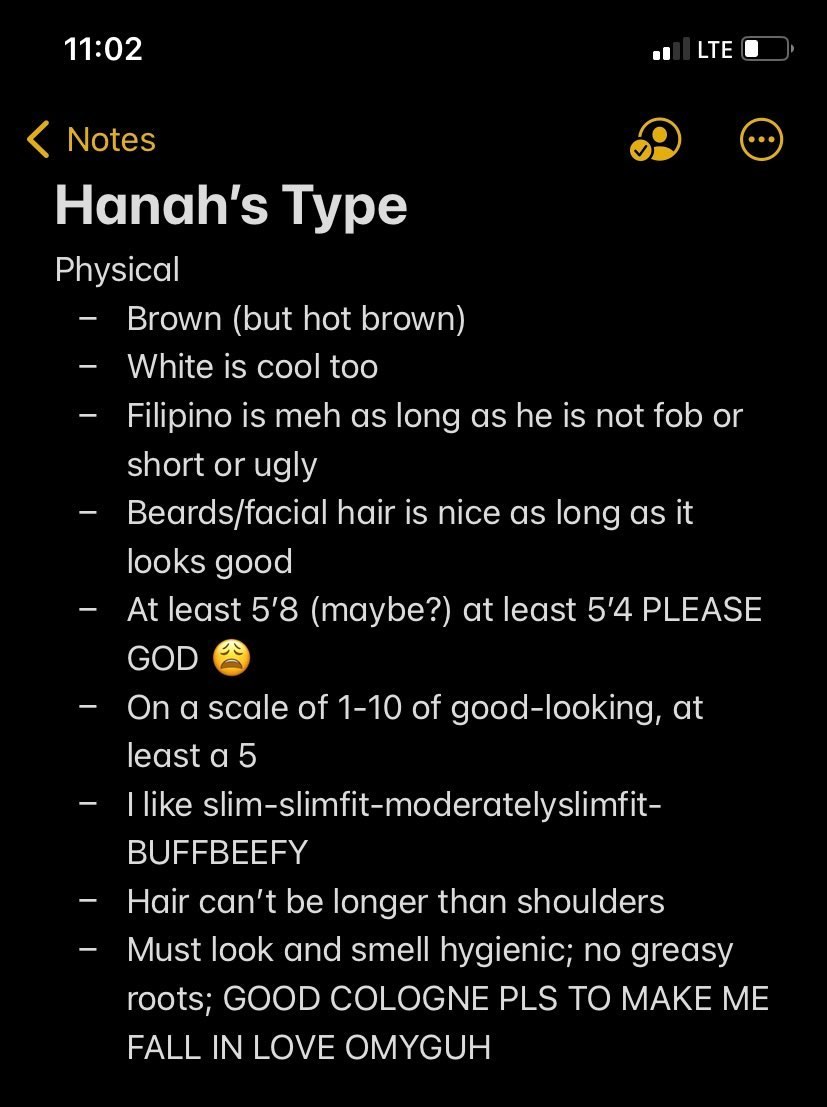 11:02
LTE
Notes
Hanah’s Type
Physical
– Brown (but hot brown)
– White is cool too
– Filipino is meh as long as he is not fob or
short or ugly
– Beards/facial hair is nice as long as it
looks good
– At least 5’8 (maybe?) at least 5’4 PLEASE
GOD 😩
– On a scale of 1-10 of good-looking, at
least a 5
– I like slim-slimfit-moderatelyslimfit-
BUFFBEEFY
– Hair can’t be longer than shoulders
– Must look and smell hygienic; no greasy
roots; GOOD COLOGNE PLS TO MAKE ME
FALL IN LOVE OMYGUH